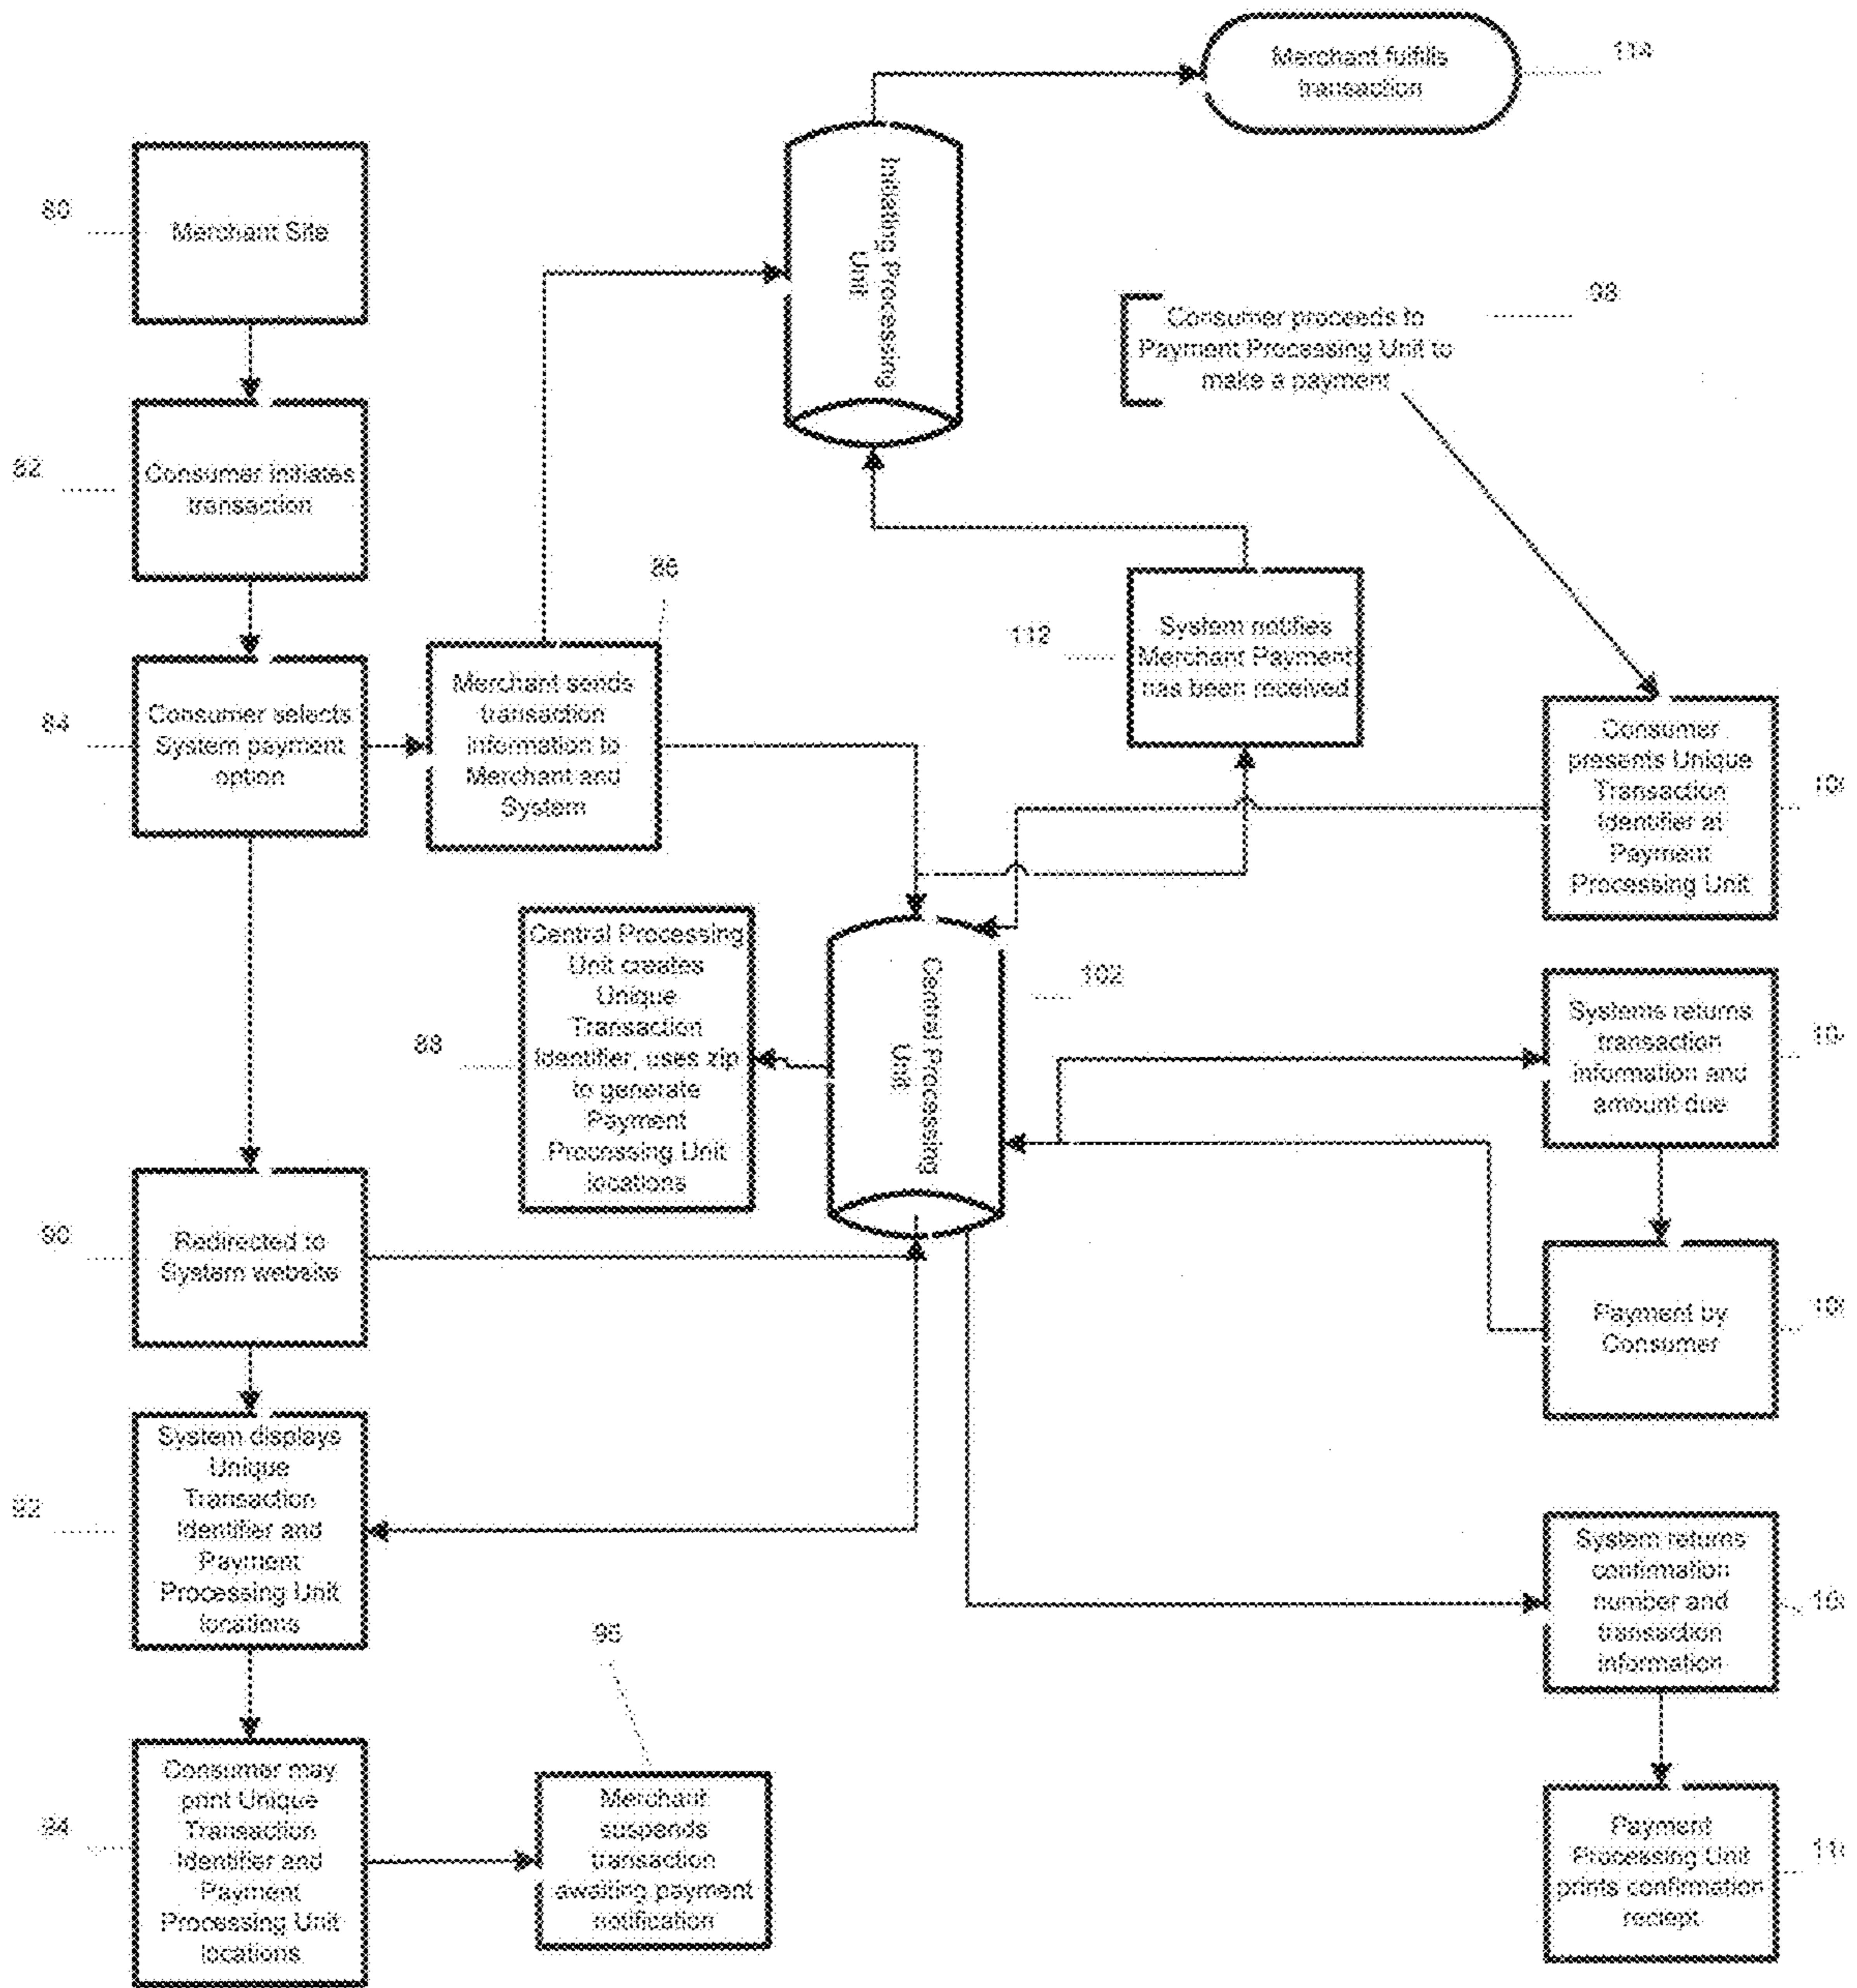 Merchant fulfills
transaction
114
80
Merchant Site
Initiating Processing
Unit
98
Consumer proceeds to
Payment Processing Unit to
make a payment
82
Consumer initiates
transaction
86
84
Consumer selects
System payment
option
Merchant sends
transaction
information to
Merchant and
System
112
System notifies
Merchant Payment
has been received
Consumer
presents Unique
Transaction
Identifier at
Payment
Processing Unit
88
Central Processing
Unit creates
Unique
Transaction
Identifier, uses zip
to generate
Payment
Processing Unit
locations
Central Processing
Unit
102
Systems returns
transaction
information and
amount due
90
Redirected to
System website
Payment by
Consumer
92
System displays
Unique
Transaction
Identifier and
Payment
Processing Unit
locations
System returns
confirmation
number and
transaction
information
96
94
Consumer may
print Unique
Transaction
Identifier and
Payment
Processing Unit
locations
Merchant
suspends
transaction
awaiting payment
notification
Payment
Processing Unit
prints confirmation
reciept